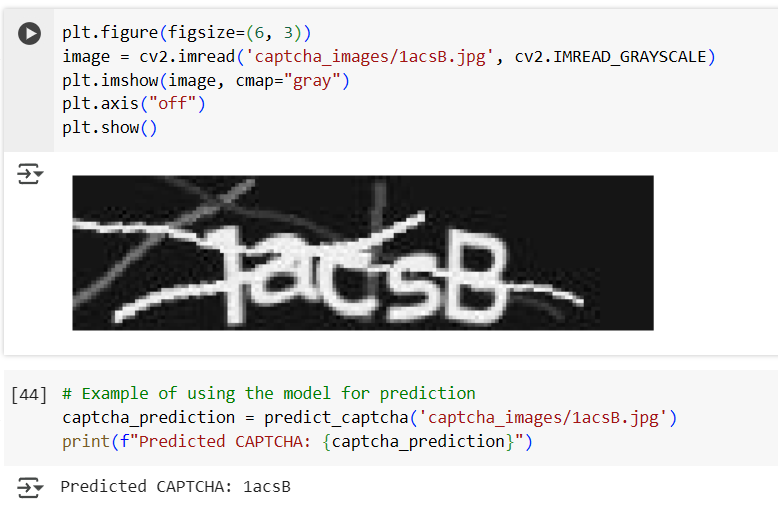 plt.figure(figsize=(6, 3))
image = cv2.imread('captcha_images/1acsB.jpg', cv2.IMREAD_GRAYSCALE)
plt.imshow(image, cmap="gray")
plt.axis("off")
plt.show()
1acsB
[44] # Example of using the model for prediction
captcha_prediction = predict_captcha('captcha_images/1acsB.jpg')
print(f"Predicted CAPTCHA: {captcha_prediction}")
Predicted CAPTCHA: 1acsB